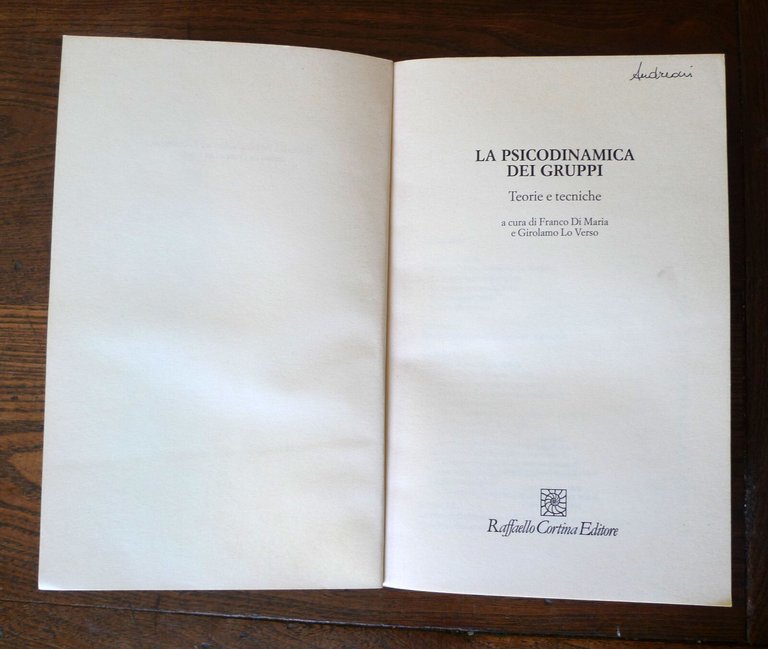 Andreani
LA PSICODINAMICA
DEI GRUPPI
Teorie e tecniche
a cura di Franco Di Maria
e Girolamo Lo Verso
Raffaello Cortina Editore